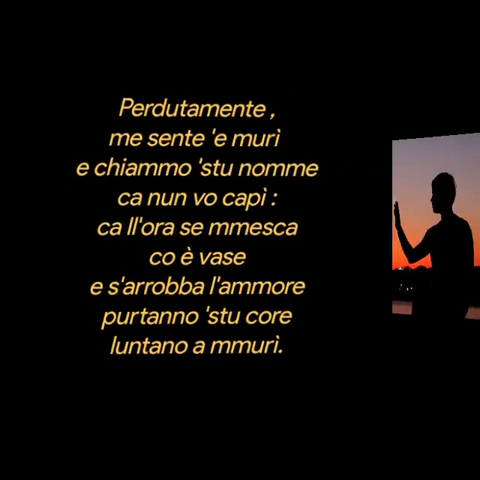 Perdutamente ,
me sente 'e murì
e chiammo 'stu nomme
ca nun vo capì :
ca ll'ora se mmesca
co è vase
e s'arrobba l'ammore
purtanno 'stu core
luntano a mmurì.